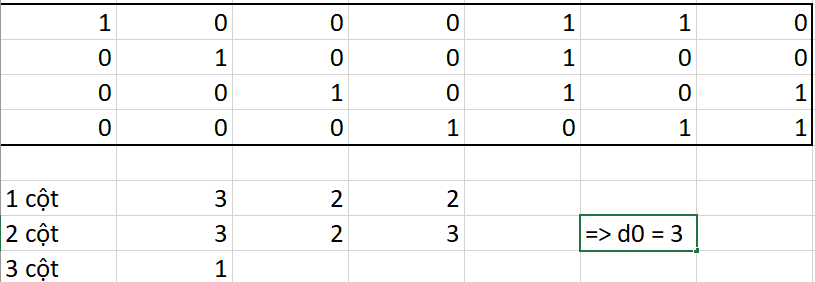 1 0 0 0 1 1 0
0 1 0 0 1 0 0
0 0 1 0 1 0 1
0 0 0 1 0 1 1
1 cột 3 2 2
2 cột 3 2 3 => d0 = 3
3 cột 1